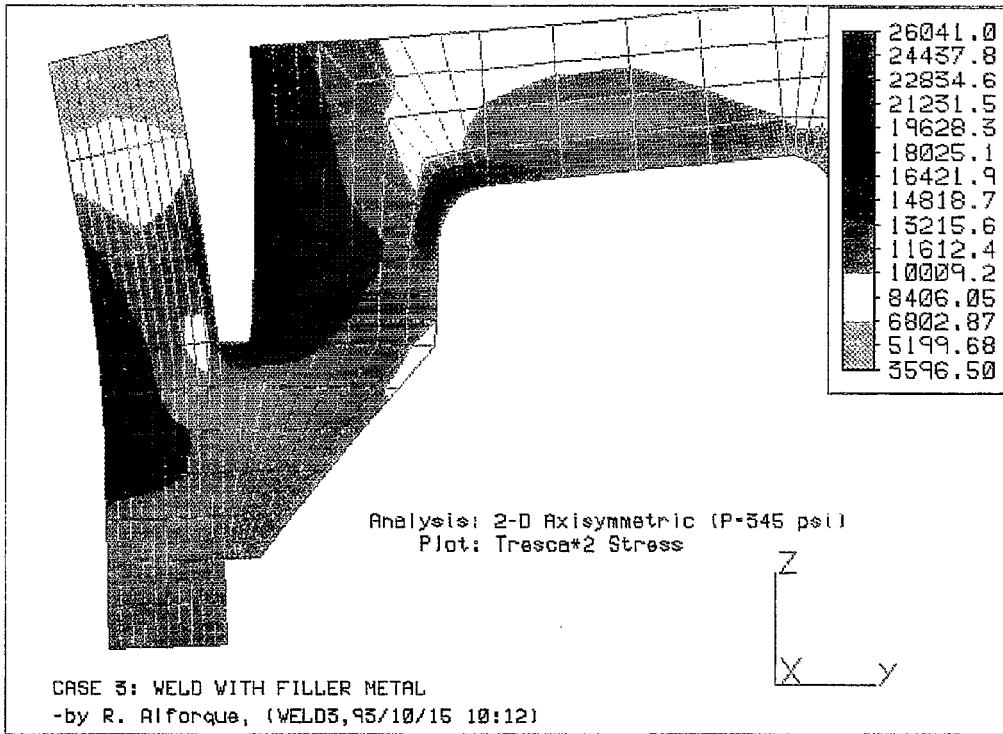 26041.0
24437.8
22834.6
21231.5
19628.3
18025.1
16421.9
14818.7
13215.6
11612.4
10009.2
8406.05
6802.87
5199.68
3596.50
Analysis: 2-D Axisymmetric (P=345 psi)
Plot: Tresca*2 Stress
Z
X y
CASE 3: WELD WITH FILLER METAL
-by R. Alforque, (WELD3,93/10/15 10:12)